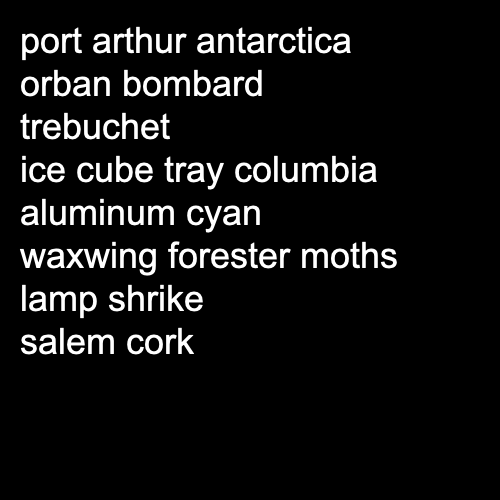 port arthur antarctica
orban bombard
trebuchet
ice cube tray columbia
aluminum cyan
waxwing forester moths
lamp shrike
salem cork